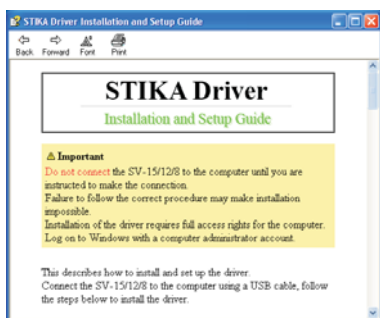 STIKA Driver Installation and Setup Guide
Back Forward Font Print
STIKA Driver
Installation and Setup Guide
Important
Do not connect the SV-15/12/8 to the computer until you are
instructed to make the connection.
Failure to follow the correct procedure may make installation
impossible.
Installation of the driver requires full access rights for the computer.
Log on to Windows with a computer administrator account.
This describes how to install and set up the driver.
Connect the SV-15/12/8 to the computer using a USB cable, follow
the steps below to install the driver.